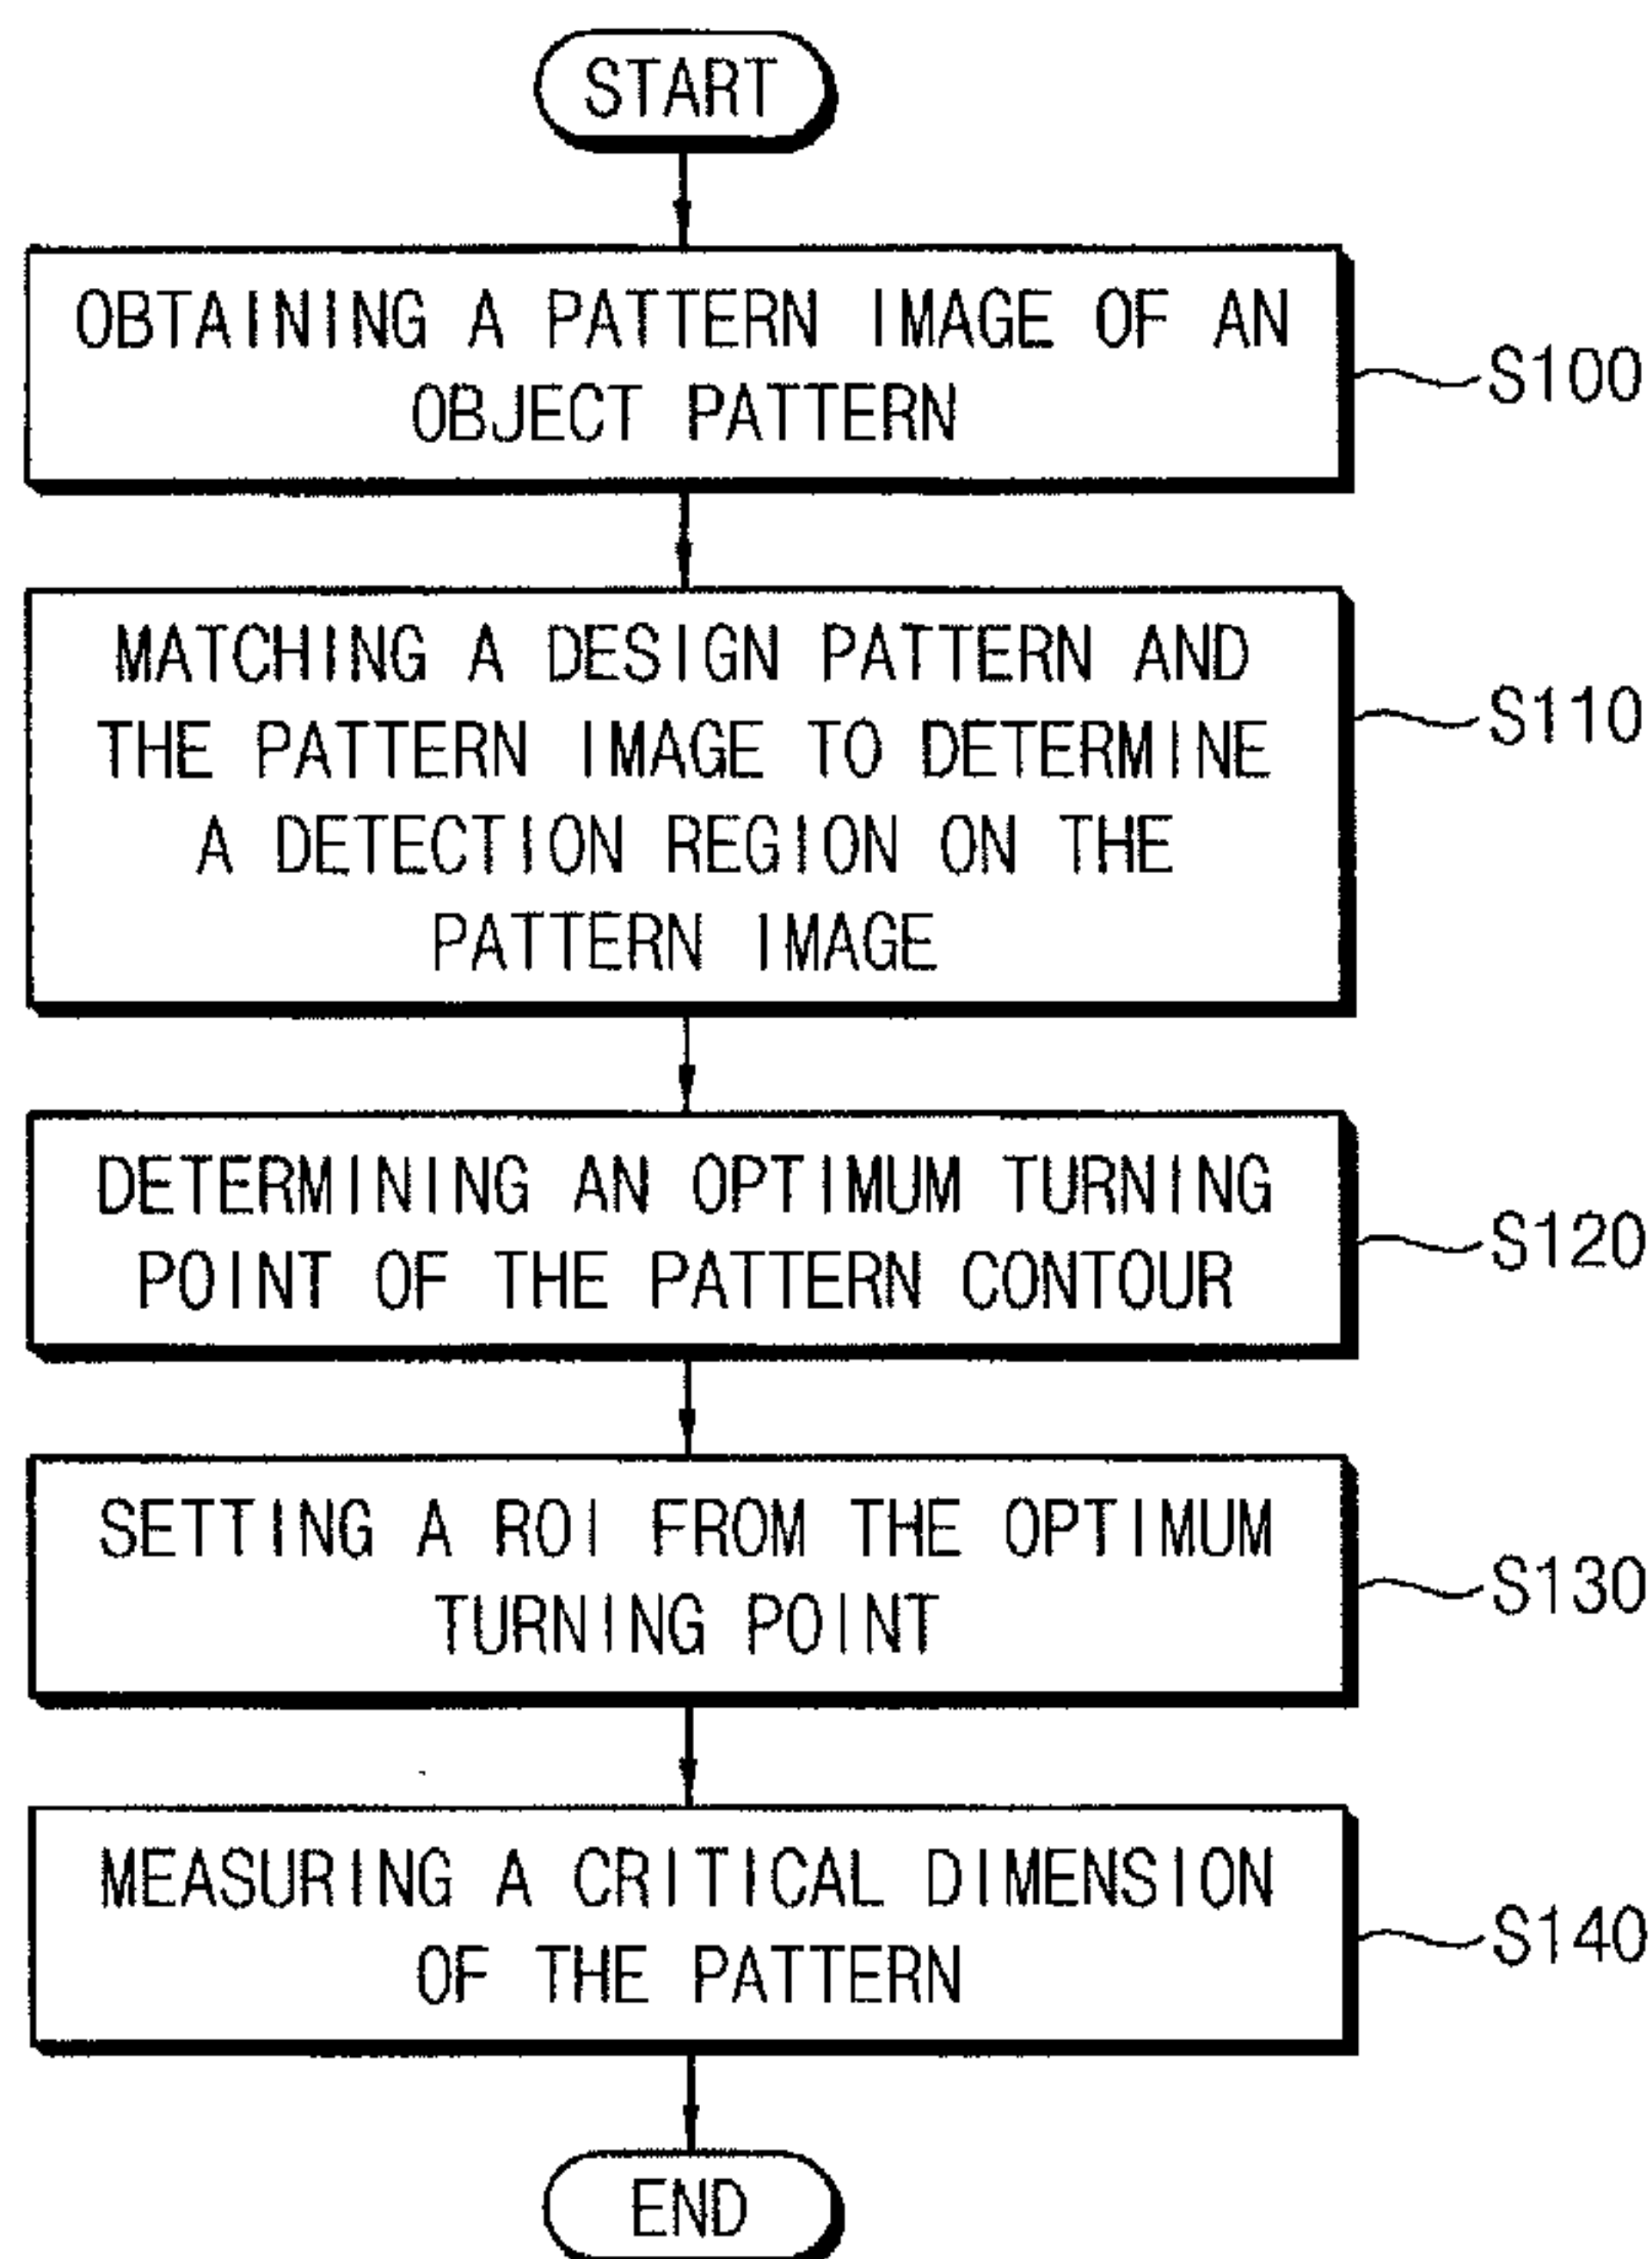 START
OBTAINING A PATTERN IMAGE OF AN
OBJECT PATTERN
S100
MATCHING A DESIGN PATTERN AND
THE PATTERN IMAGE TO DETERMINE
A DETECTION REGION ON THE
PATTERN IMAGE
S110
DETERMINING AN OPTIMUM TURNING
POINT OF THE PATTERN CONTOUR
S120
SETTING A ROI FROM THE OPTIMUM
TURNING POINT
S130
MEASURING A CRITICAL DIMENSION
OF THE PATTERN
S140
END